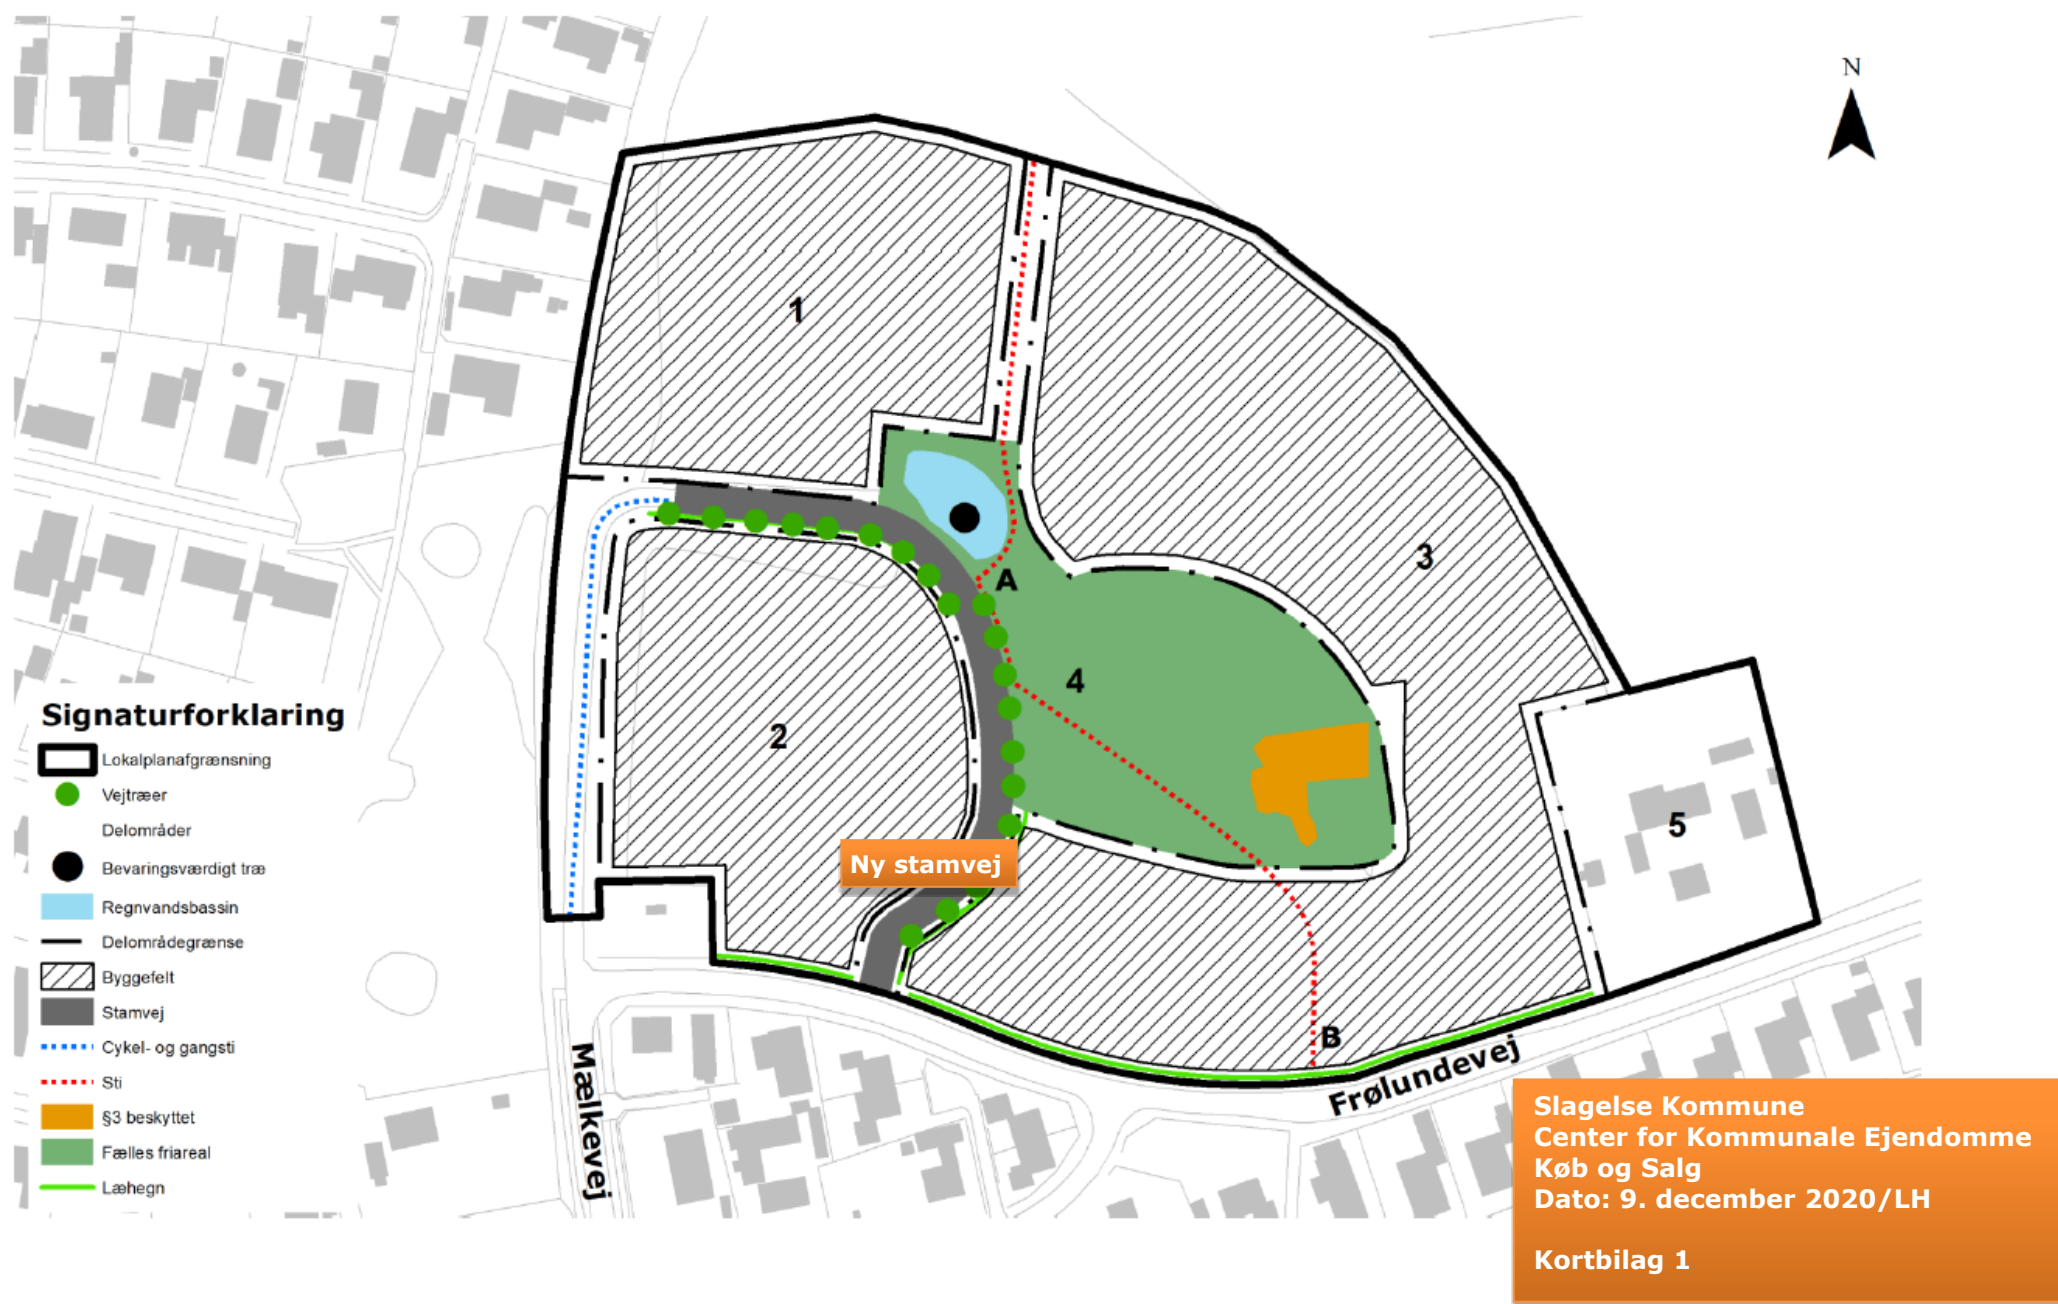 N
1
A
3
4
2
5
Ny stamvej
B
Mælkevej
Frølundevej
Signaturforklaring
Lokalplanafgrænsning
Vejtræer
Delområder
Bevaringsværdigt træ
Regnvandsbassin
Delområdegrænse
Byggefelt
Stamvej
Cykel- og gangsti
Sti
§3 beskyttet
Fælles friareal
Læhegn
Slagelse Kommune
Center for Kommunale Ejendomme
Køb og Salg
Dato: 9. december 2020/LH
Kortbilag 1